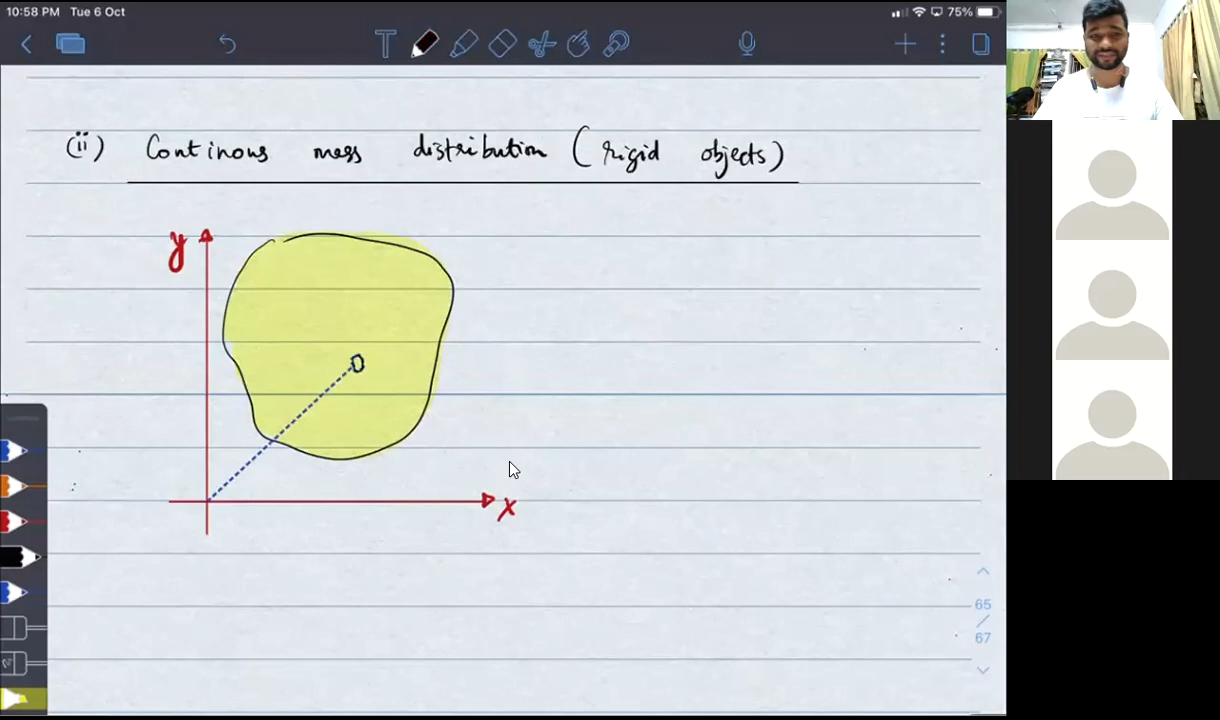 10:58 PM Tue 6 Oct
75%
(ii) Continous mass distribution (rigid objects)
y
x
65
/
67